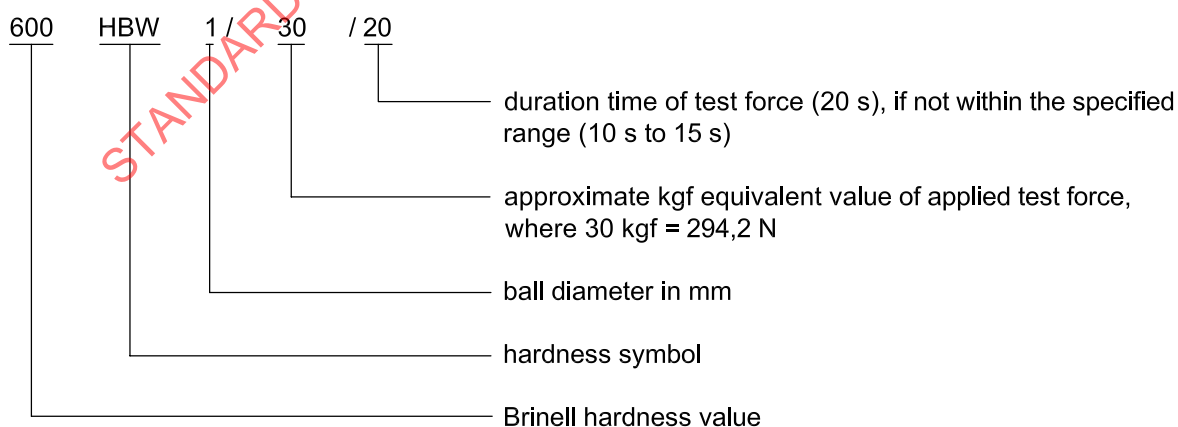 600 HBW 1 / 30 / 20
duration time of test force (20 s), if not within the specified
range (10 s to 15 s)
approximate kgf equivalent value of applied test force,
where 30 kgf = 294,2 N
ball diameter in mm
hardness symbol
Brinell hardness value
STANDARD